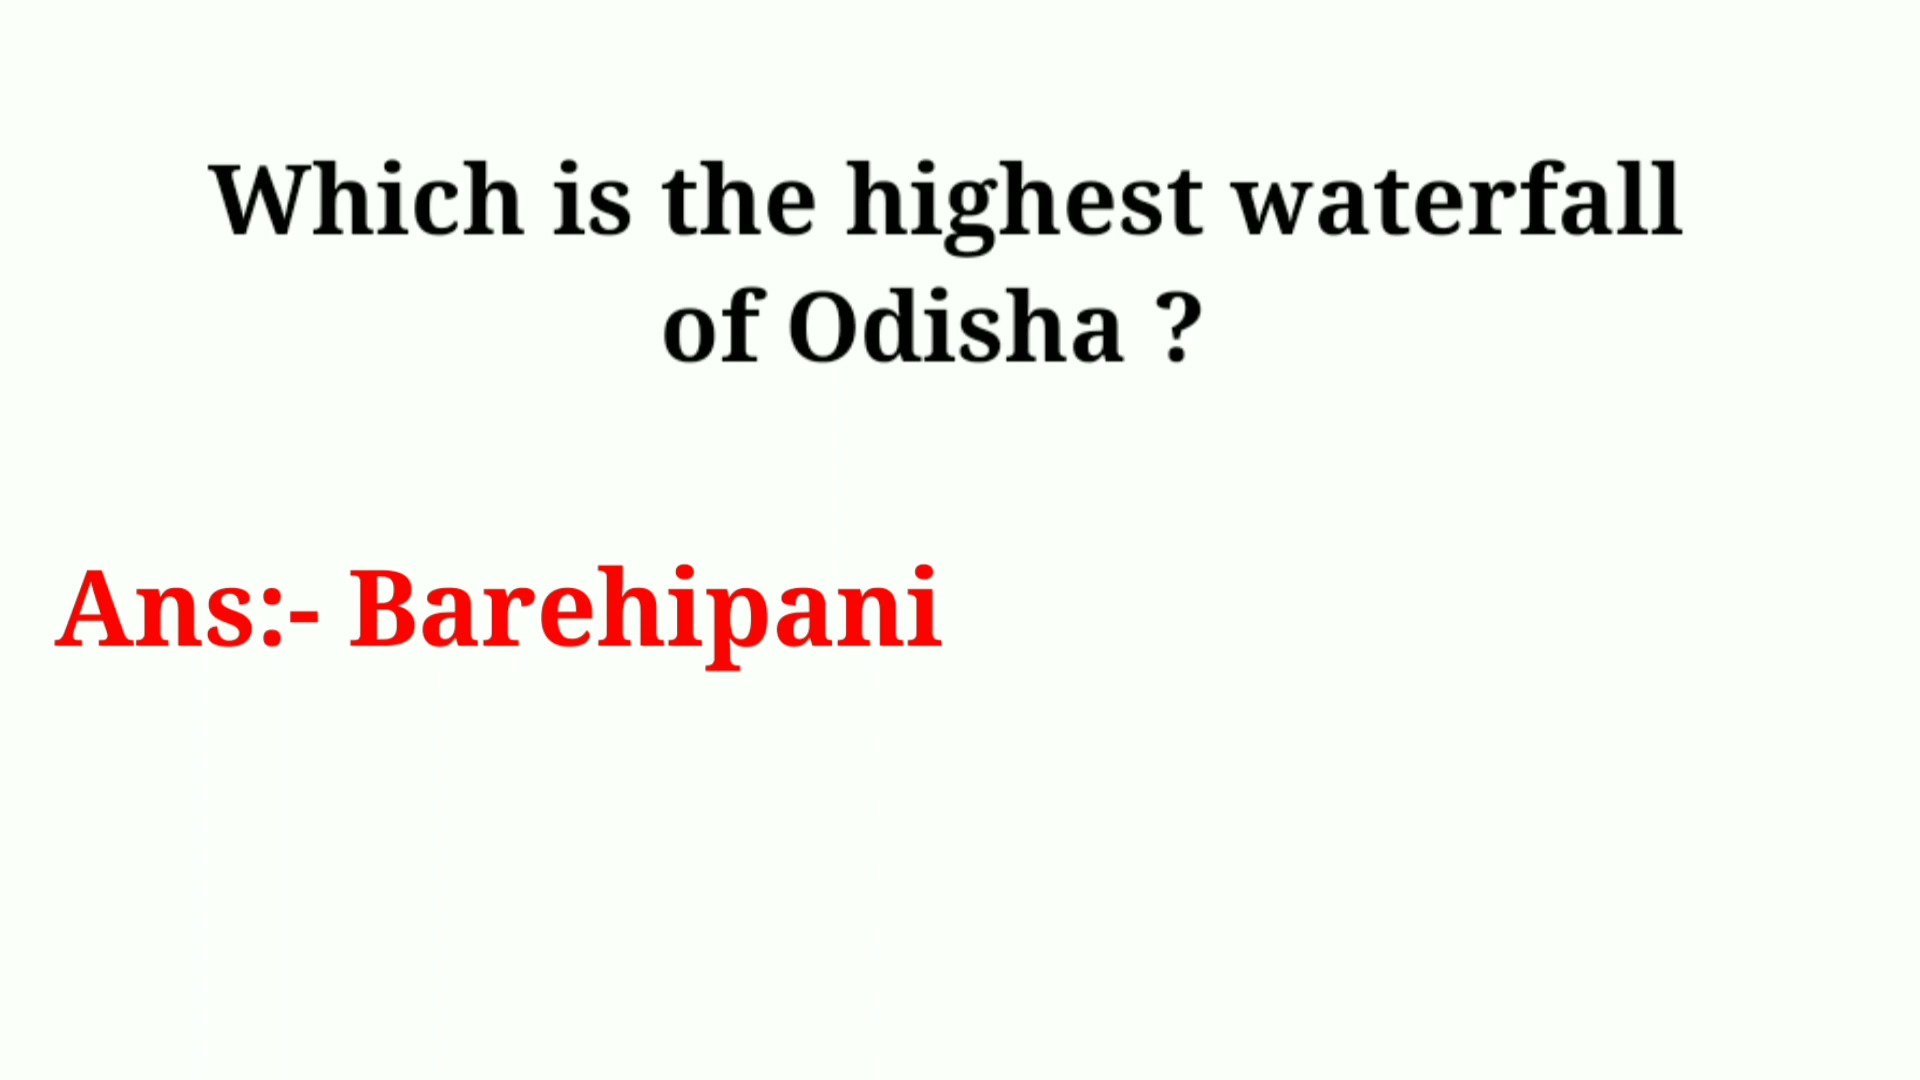 Which is the highest waterfall
of Odisha ?
Ans:- Barehipani